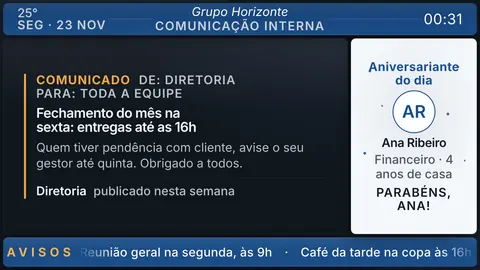 25°
SEG · 23 NOV
Grupo Horizonte
COMUNICAÇÃO INTERNA
00:31
COMUNICADO DE: DIRETORIA
PARA: TODA A EQUIPE
Fechamento do mês na
sexta: entregas até as 16h
Quem tiver pendência com cliente, avise o seu
gestor até quinta. Obrigado a todos.
Diretoria publicado nesta semana
Aniversariante
do dia
AR
Ana Ribeiro
Financeiro · 4
anos de casa
PARABÉNS,
ANA!
AVISOS Reunião geral na segunda, às 9h · Café da tarde na copa às 16h